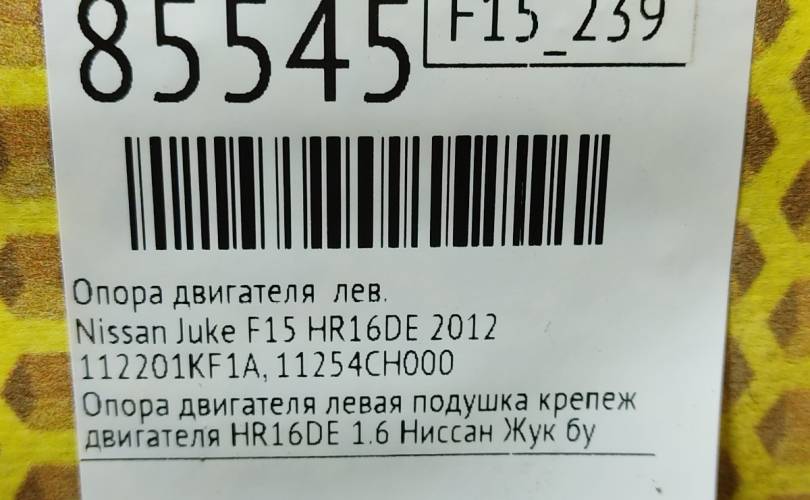 85545
F15_239
Опора двигателя лев.
Nissan Juke F15 HR16DE 2012
112201KF1A, 11254CH000
Опора двигателя левая подушка крепеж
двигателя HR16DE 1.6 Ниссан Жук бу